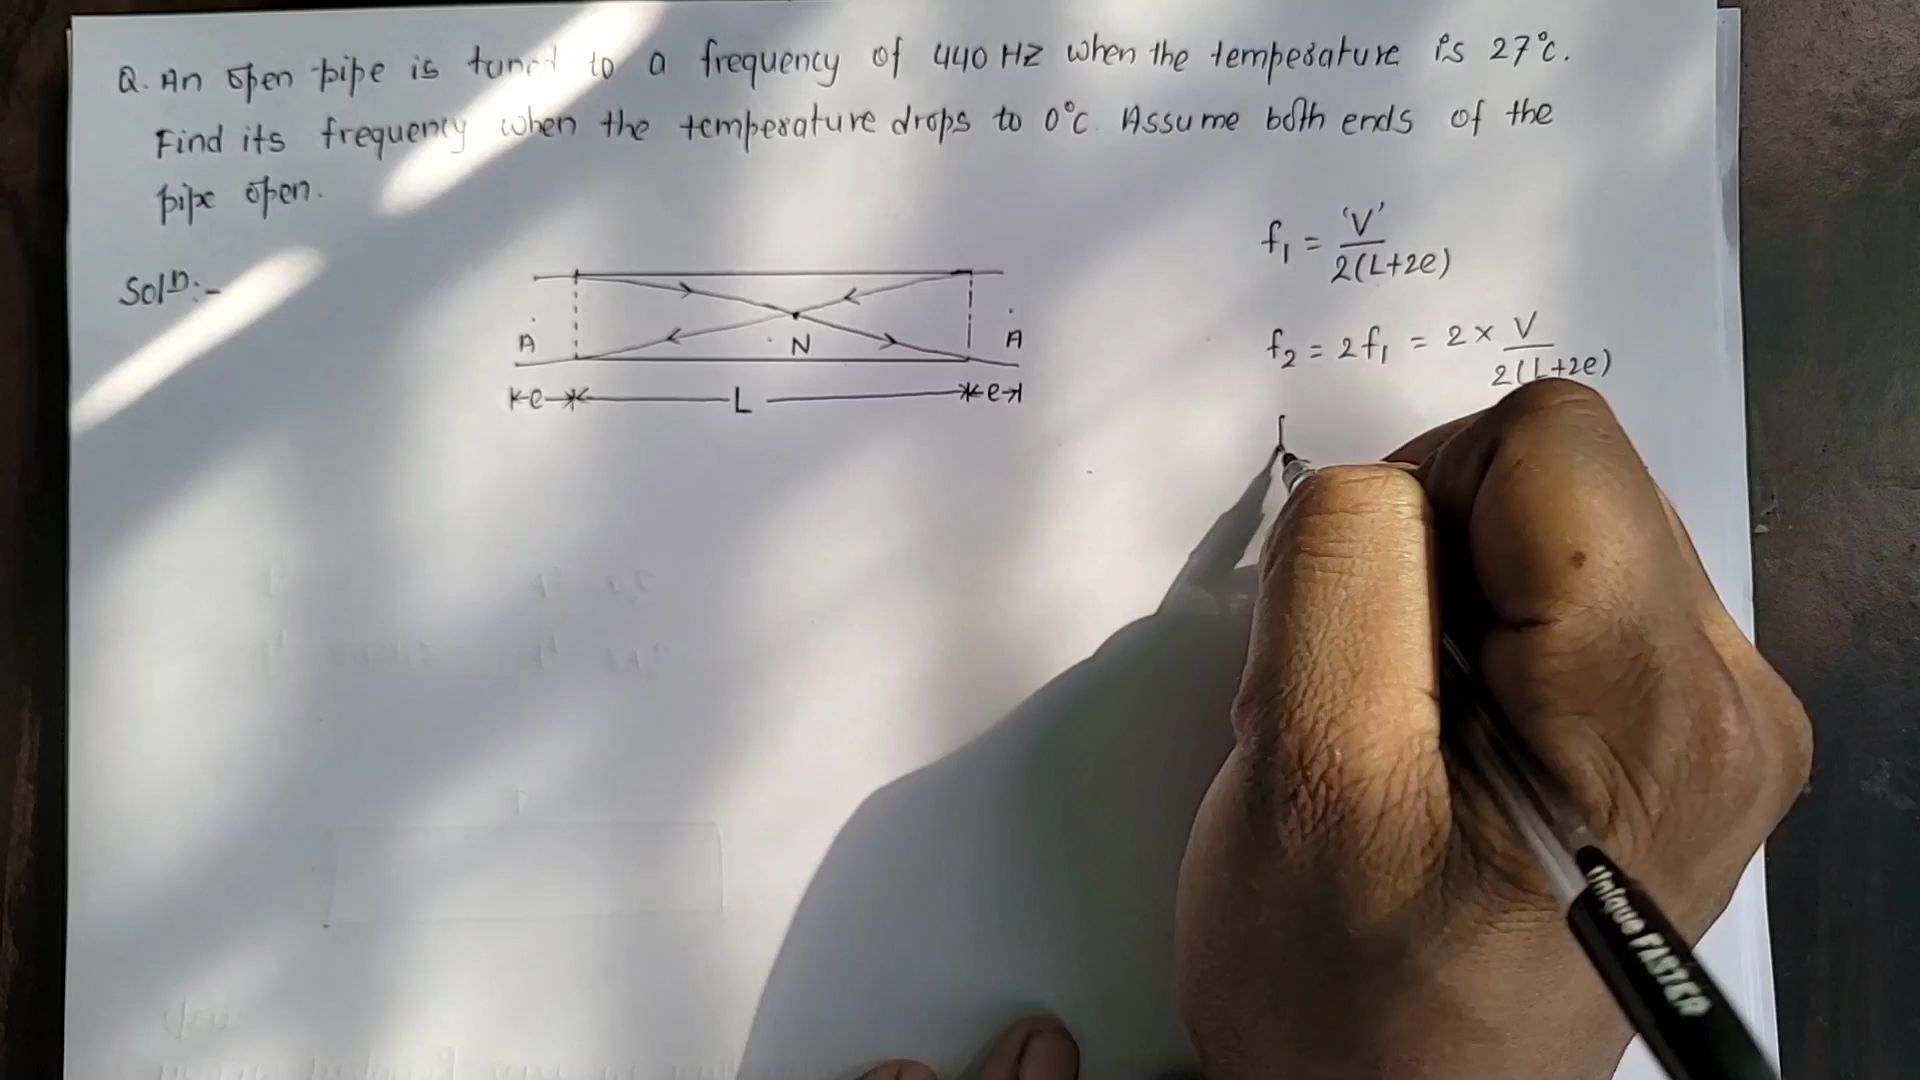 Q. An open pipe is tuned to a frequency of 440 HZ when the temperature is 27°C.
Find its frequency when the temperature drops to 0°C. Assume both ends of the
pipe open.
Solⁿ:-
A N A
e L e
f₁ = 'V' / 2(L+2e)
f₂ = 2f₁ = 2 × V / 2(L+2e)
Unique FASTER